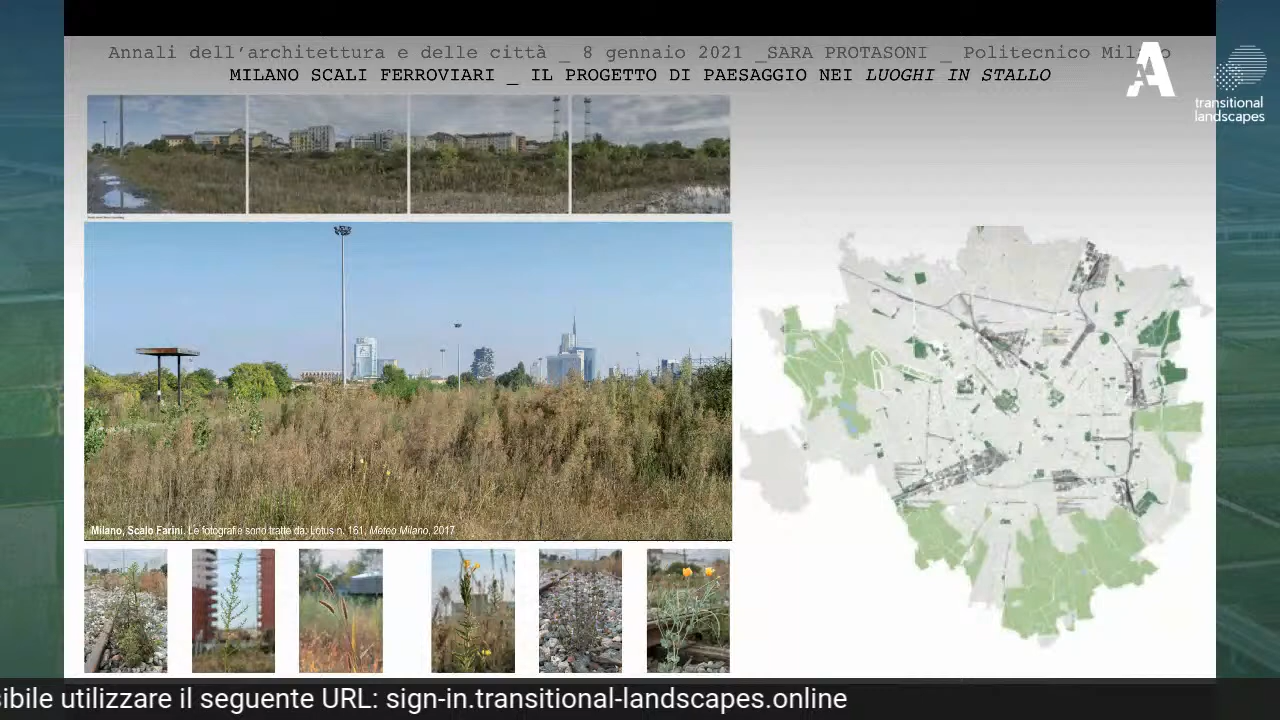 Annali dell'architettura e delle città _ 8 gennaio 2021 _SARA PROTASONI _ Politecnico Milano
MILANO SCALI FERROVIARI _ IL PROGETTO DI PAESAGGIO NEI LUOGHI IN STALLO
A
transitional
landscapes
Milano, Scalo Farini. Le fotografie sono tratte da: Lotus n. 161, Meteo Milano, 2017
sibile utilizzare il seguente URL: sign-in.transitional-landscapes.online